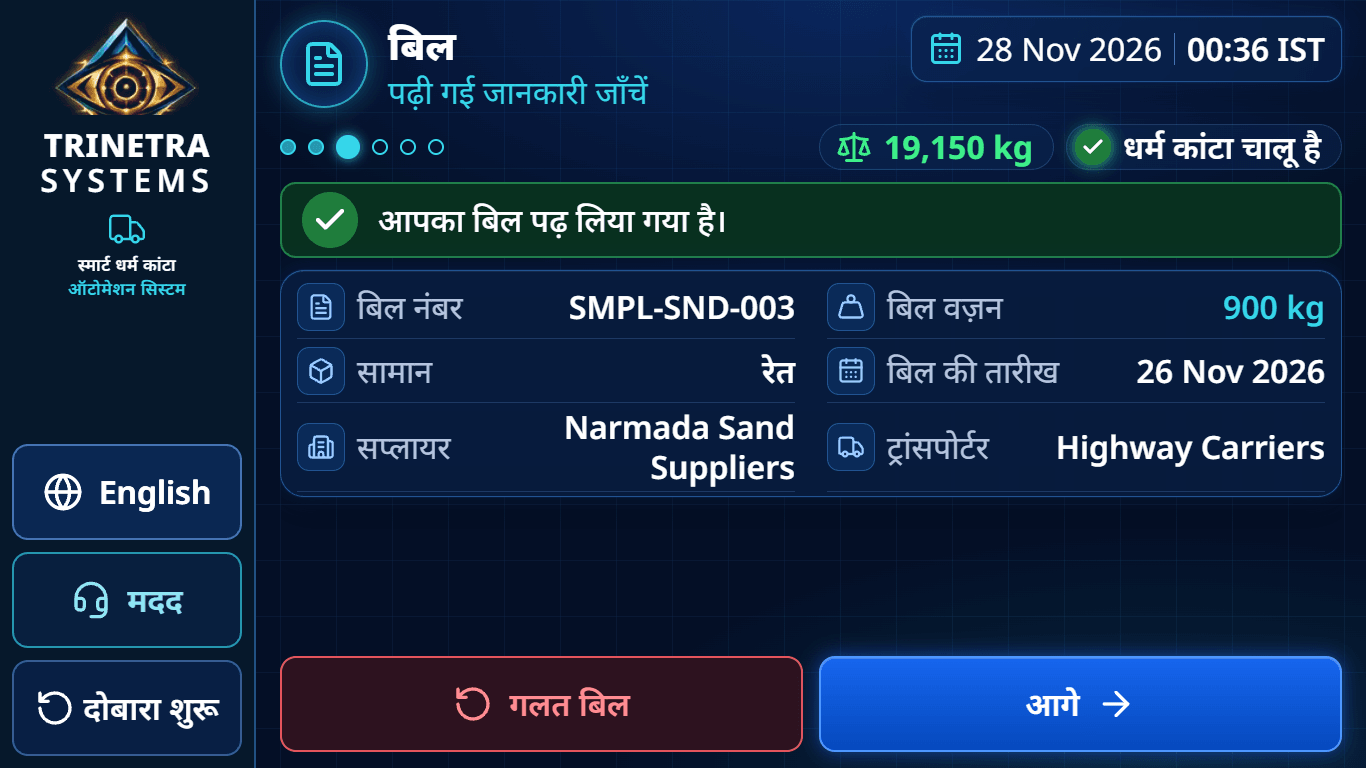 TRINETRA
SYSTEMS
स्मार्ट धर्म कांटा
ऑटोमेशन सिस्टम
English
मदद
दोबारा शुरू
बिल
पढ़ी गई जानकारी जाँचें
28 Nov 2026 00:36 IST
19,150 kg
धर्म कांटा चालू है
आपका बिल पढ़ लिया गया है।
बिल नंबर SMPL-SND-003
बिल वज़न 900 kg
सामान रेत
बिल की तारीख 26 Nov 2026
सप्लायर Narmada Sand
Suppliers
ट्रांसपोर्टर Highway Carriers
गलत बिल
आगे